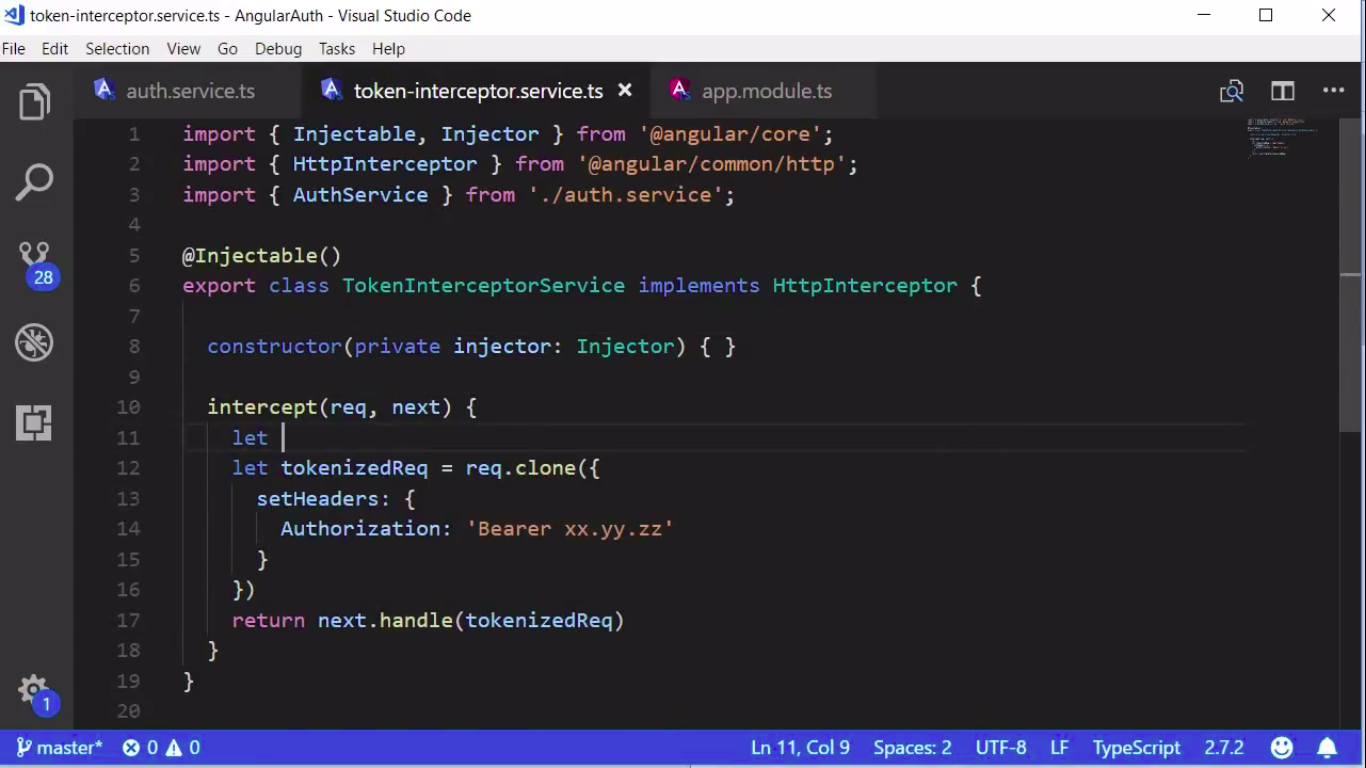 token-interceptor.service.ts - AngularAuth - Visual Studio Code
File Edit Selection View Go Debug Tasks Help
auth.service.ts token-interceptor.service.ts app.module.ts
1 import { Injectable, Injector } from '@angular/core';
2 import { HttpInterceptor } from '@angular/common/http';
3 import { AuthService } from './auth.service';
4
5 @Injectable()
6 export class TokenInterceptorService implements HttpInterceptor {
7
8 constructor(private injector: Injector) { }
9
10 intercept(req, next) {
11 let
12 let tokenizedReq = req.clone({
13 setHeaders: {
14 Authorization: 'Bearer xx.yy.zz'
15 }
16 })
17 return next.handle(tokenizedReq)
18 }
19 }
20
28
1
master* 0 0 Ln 11, Col 9 Spaces: 2 UTF-8 LF TypeScript 2.7.2